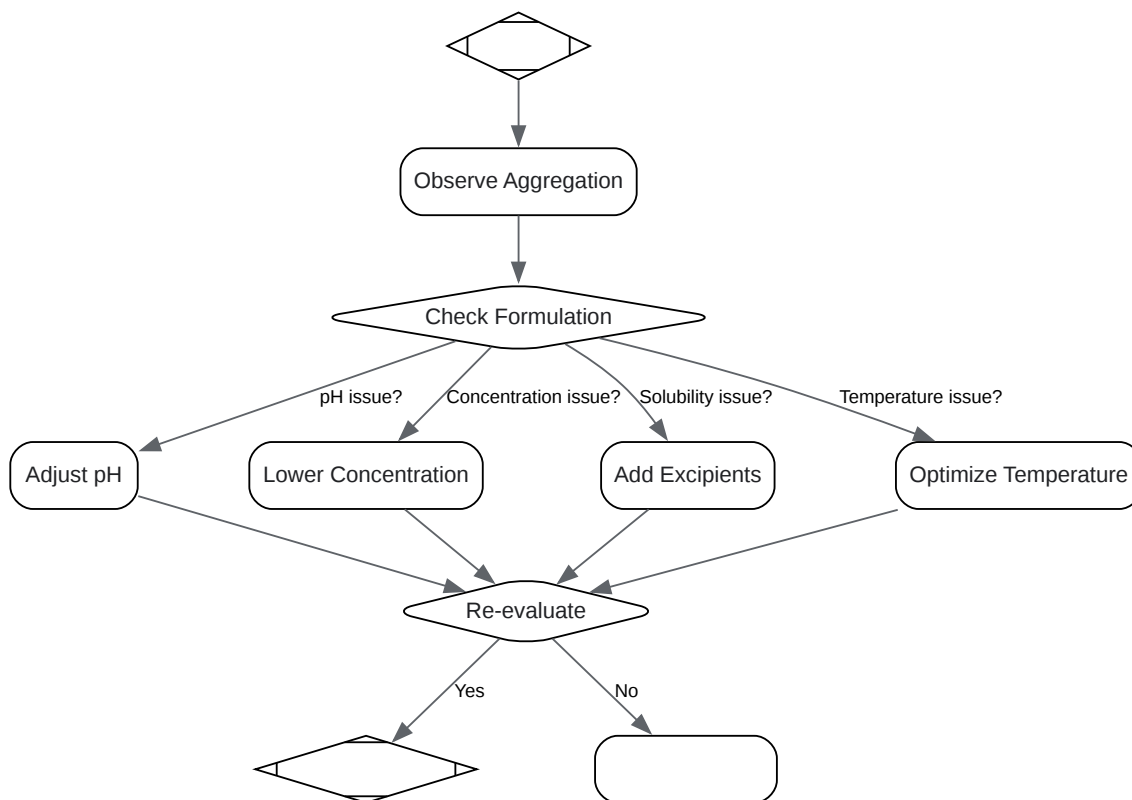 Observe Aggregation
Check Formulation
pH issue?
Concentration issue?
Solubility issue?
Temperature issue?
Adjust pH
Lower Concentration
Add Excipients
Optimize Temperature
Re-evaluate
Yes
No